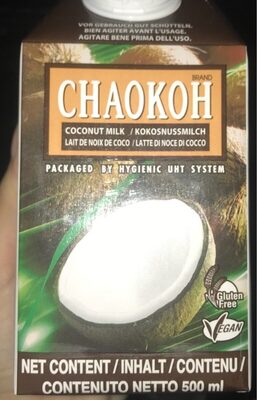 VOR GEBRAUCH GUT SCHÜTTELN.
BIEN AGITER AVANT L'USAGE.
AGITARE BENE PRIMA DELL'USO.
BRAND
CHAOKOH
COCONUT MILK / KOKOSNUSSMILCH
LAIT DE NOIX DE COCO / LATTE DI NOCE DI COCCO
PACKAGED BY HYGIENIC UHT SYSTEM
Gluten
Free
VEGAN
NET CONTENT / INHALT / CONTENU /
CONTENUTO NETTO 500 ml